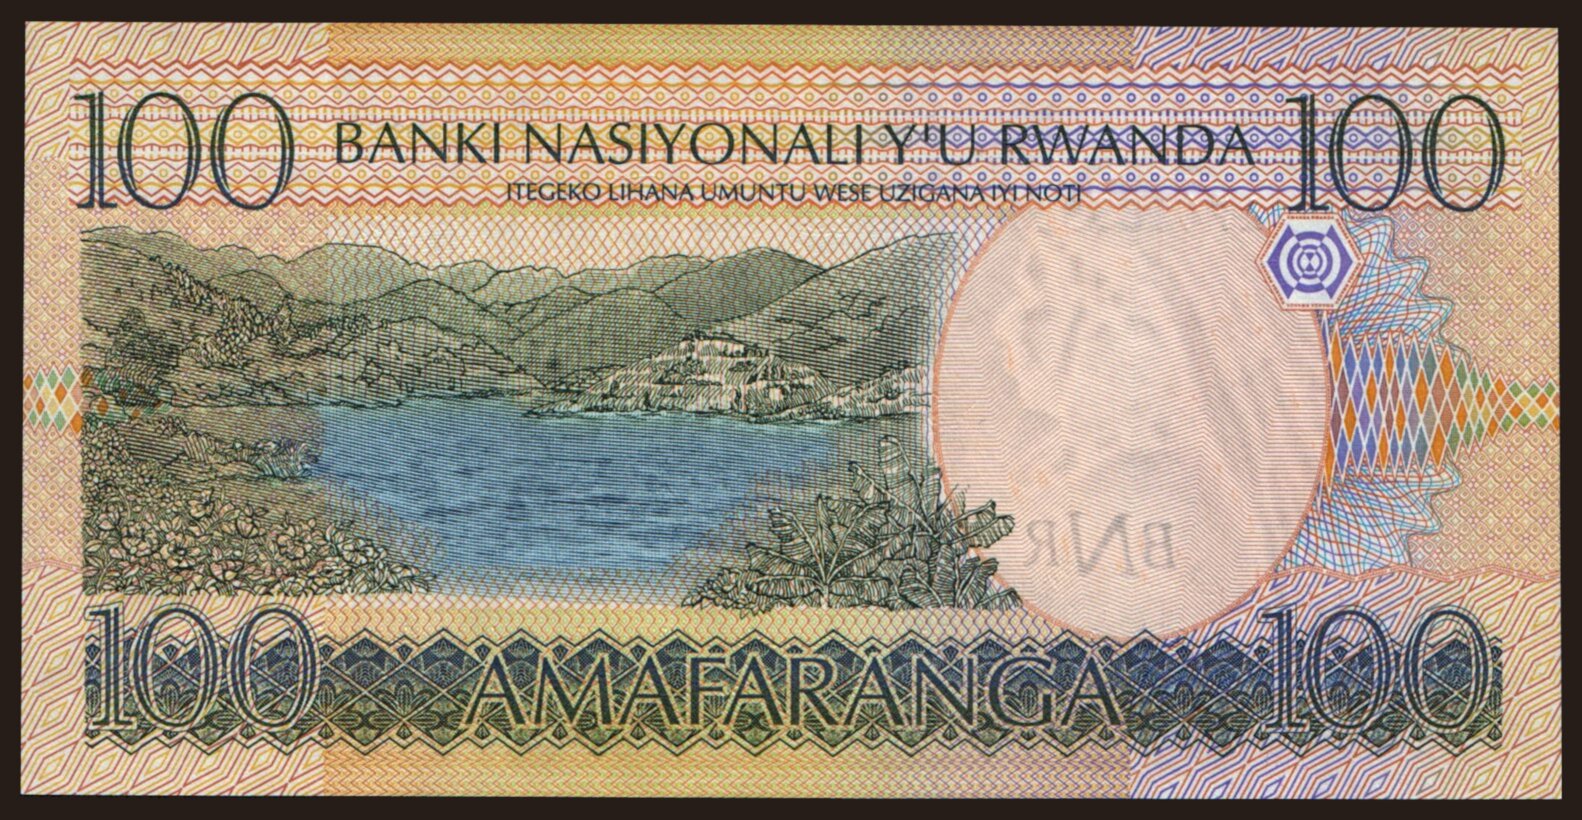 100 BANKI NASIYONALI Y'U RWANDA 100
ITEGEKO LIHANA UMUNTU WESE UZIGANA IYI NOTI
BNR
100 AMAFARANGA 100